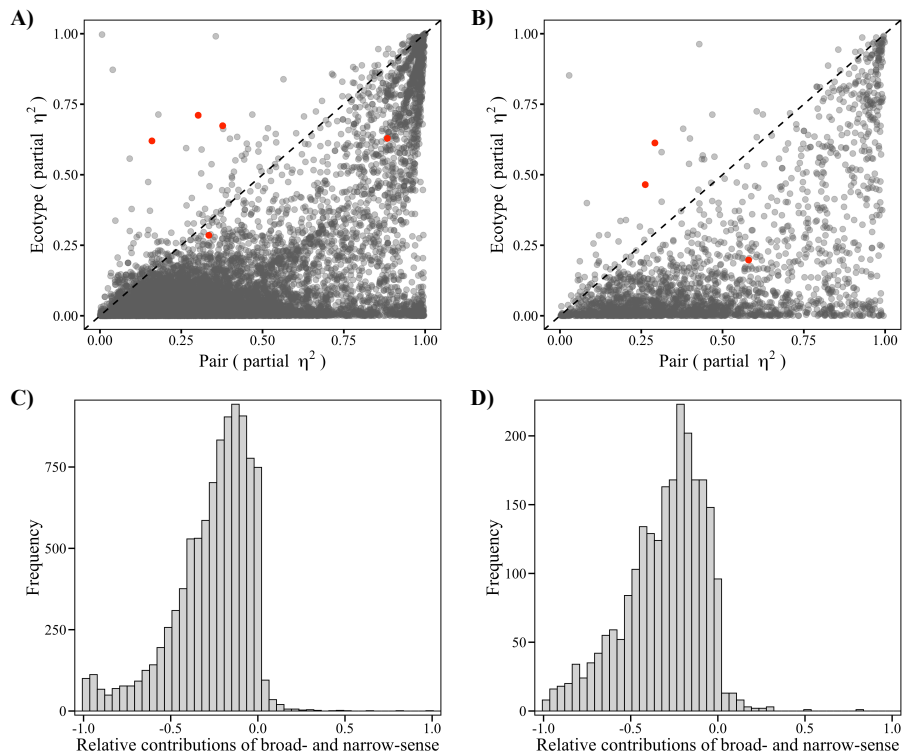 A)
B)
1.00
0.75
0.50
0.25
0.00
Ecotype ( partial η² )
0.00 0.25 0.50 0.75 1.00
Pair ( partial η² )
1.00
0.75
0.50
0.25
0.00
Ecotype ( partial η² )
0.00 0.25 0.50 0.75 1.00
Pair ( partial η² )
C)
D)
750
500
250
0
Frequency
-1.0 -0.5 0.0 0.5 1.0
Relative contributions of broad- and narrow-sense
200
150
100
50
0
Frequency
-1.0 -0.5 0.0 0.5 1.0
Relative contributions of broad- and narrow-sense